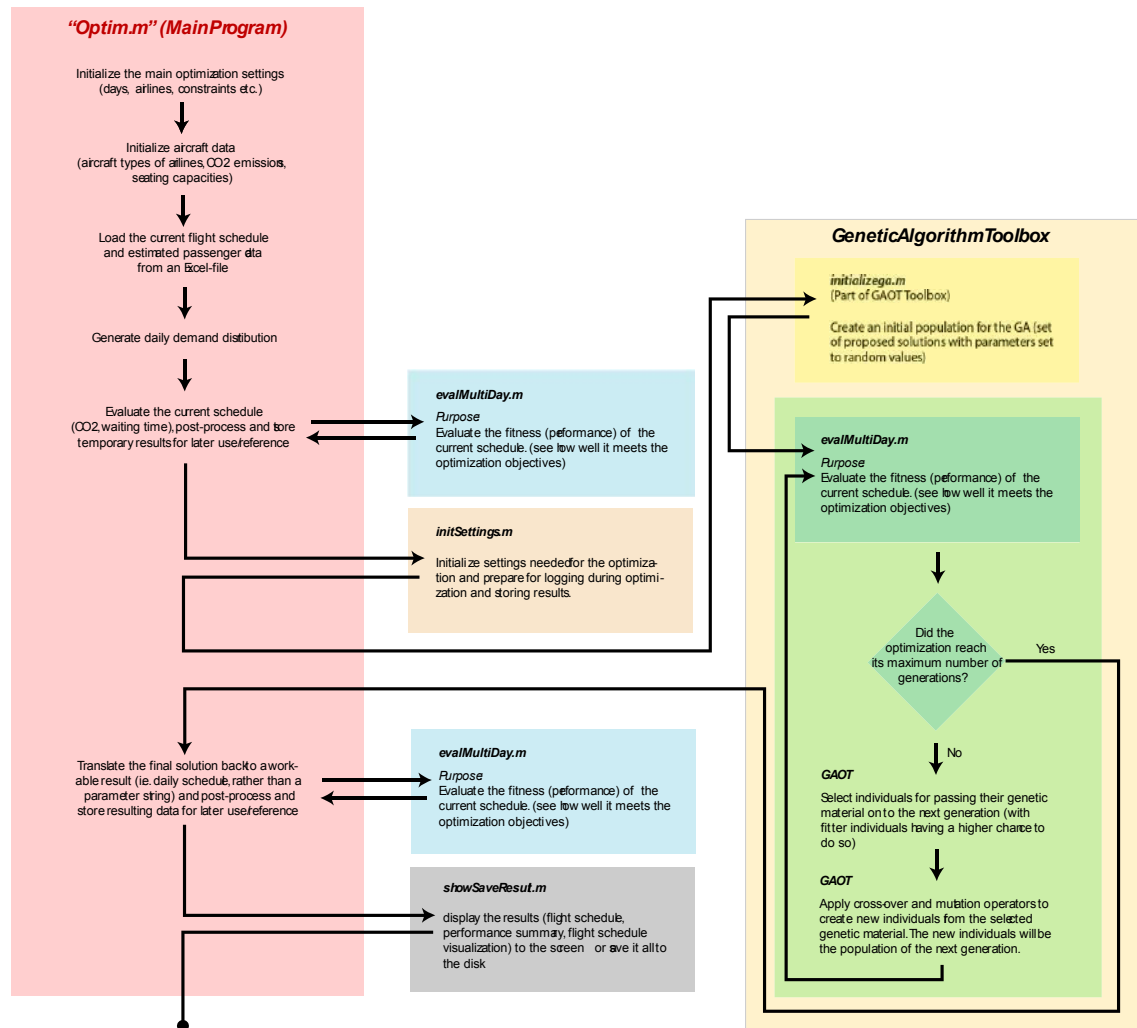 “Optim.m” (MainProgram)
Initialize the main optimization settings
(days, airlines, constraints etc.)
Initialize aircraft data
(aircraft types of airlines, CO2 emissions,
seating capacities)
Load the current flight schedule
and estimated passenger data
from an Excel-file
Generate daily demand distibution
Evaluate the current schedule
(CO2, waiting time), post-process and store
temporary results for later use/reference
evalMultiDay.m
Purpose
Evaluate the fitness (peformance) of the
current schedule. (see how well it meets the
optimization objectives)
initSettings.m
Initialize settings needed for the optimiza-
tion and prepare for logging during optimi-
zation and storing results.
Translate the final solution back to a work-
able result (ie. daily schedule, rather than a
parameter string) and post-process and
store resulting data for later use/reference
evalMultiDay.m
Purpose
Evaluate the fitness (peformance) of the
current schedule. (see how well it meets the
optimization objectives)
showSaveResult.m
display the results (flight schedule,
performance summary, flight schedule
visualization) to the screen or save it all to
the disk
GeneticAlgorithmToolbox
initializega.m
(Part of GAOT Toolbox)
Create an initial population for the GA (set
of proposed solutions with parameters set
to random values)
evalMultiDay.m
Purpose
Evaluate the fitness (peformance) of the
current schedule. (see how well it meets the
optimization objectives)
Did the
optimization reach
its maximum number of
generations?
Yes
No
GAOT
Select individuals for passing their genetic
material on to the next generation (with
fitter individuals having a higher chance to
do so)
GAOT
Apply cross-over and mutation operators to
create new individuals from the selected
genetic material. The new individuals will be
the population of the next generation.